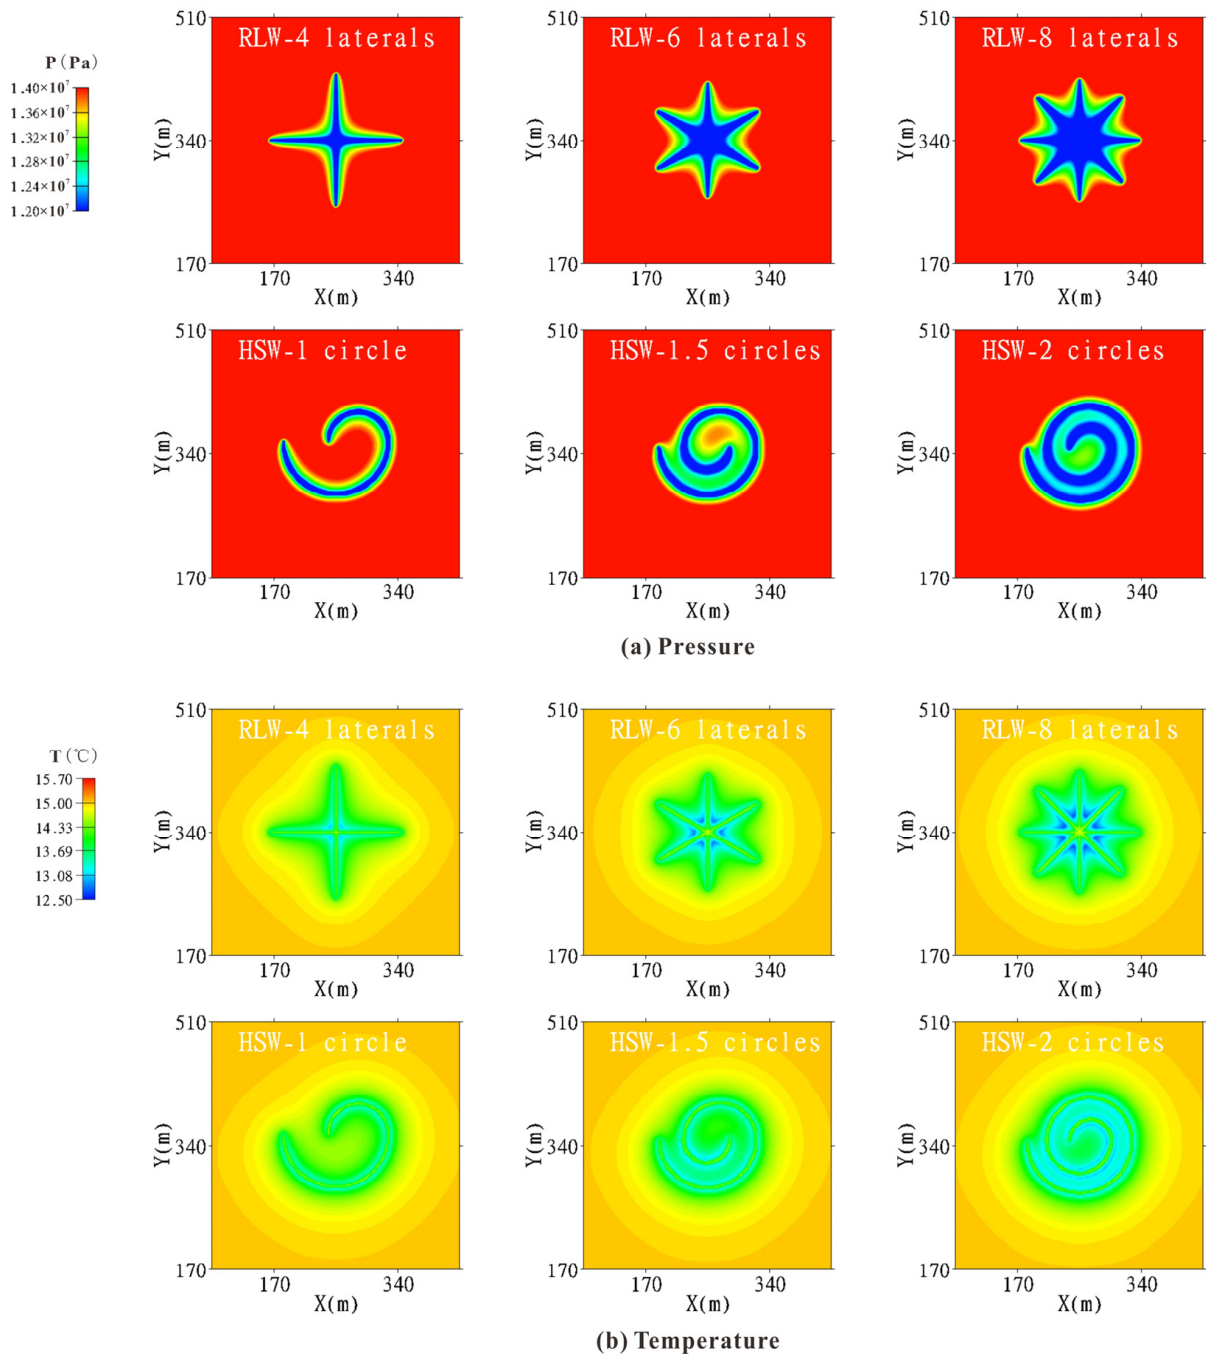 P(Pa)
1.40×10⁷
1.36×10⁷
1.32×10⁷
1.28×10⁷
1.24×10⁷
1.20×10⁷
510 RLW-4 laterals
Y(m)
340
170
170 340
X(m)
510 RLW-6 laterals
Y(m)
340
170
170 340
X(m)
510 RLW-8 laterals
Y(m)
340
170
170 340
X(m)
510 HSW-1 circle
Y(m)
340
170
170 340
X(m)
510 HSW-1.5 circles
Y(m)
340
170
170 340
X(m)
510 HSW-2 circles
Y(m)
340
170
170 340
X(m)
(a) Pressure
T(℃)
15.70
15.00
14.33
13.69
13.08
12.50
510 RLW-4 laterals
Y(m)
340
170
170 340
X(m)
510 RLW-6 laterals
Y(m)
340
170
170 340
X(m)
510 RLW-8 laterals
Y(m)
340
170
170 340
X(m)
510 HSW-1 circle
Y(m)
340
170
170 340
X(m)
510 HSW-1.5 circles
Y(m)
340
170
170 340
X(m)
510 HSW-2 circles
Y(m)
340
170
170 340
X(m)
(b) Temperature